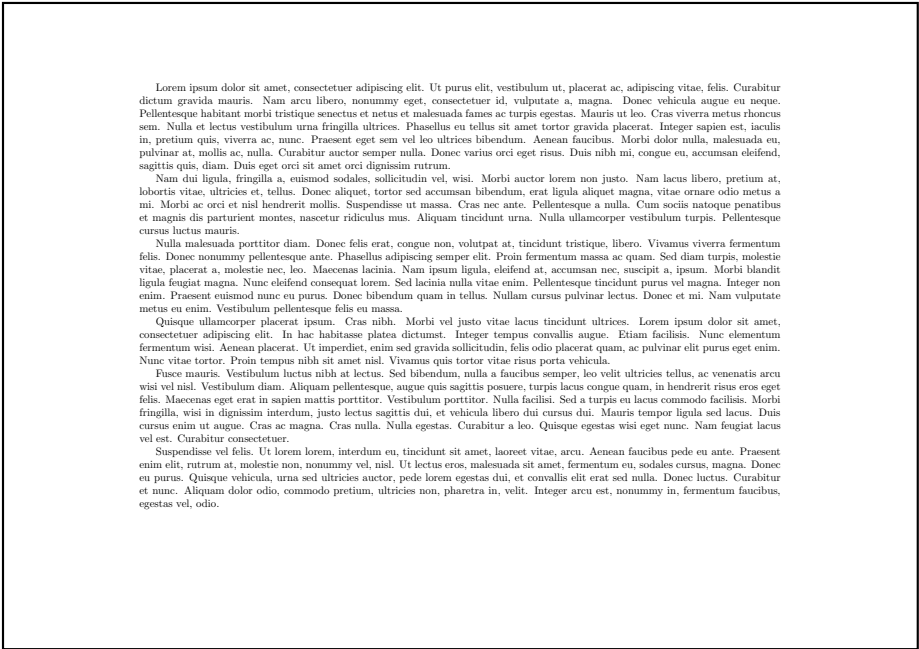 Lorem ipsum dolor sit amet, consectetuer adipiscing elit. Ut purus elit, vestibulum ut, placerat ac, adipiscing vitae, felis. Curabitur
dictum gravida mauris. Nam arcu libero, nonummy eget, consectetuer id, vulputate a, magna. Donec vehicula augue eu neque.
Pellentesque habitant morbi tristique senectus et netus et malesuada fames ac turpis egestas. Mauris ut leo. Cras viverra metus rhoncus
sem. Nulla et lectus vestibulum urna fringilla ultrices. Phasellus eu tellus sit amet tortor gravida placerat. Integer sapien est, iaculis
in, pretium quis, viverra ac, nunc. Praesent eget sem vel leo ultrices bibendum. Aenean faucibus. Morbi dolor nulla, malesuada eu,
pulvinar at, mollis ac, nulla. Curabitur auctor semper nulla. Donec varius orci eget risus. Duis nibh mi, congue eu, accumsan eleifend,
sagittis quis, diam. Duis eget orci sit amet orci dignissim rutrum.
Nam dui ligula, fringilla a, euismod sodales, sollicitudin vel, wisi. Morbi auctor lorem non justo. Nam lacus libero, pretium at,
lobortis vitae, ultricies et, tellus. Donec aliquet, tortor sed accumsan bibendum, erat ligula aliquet magna, vitae ornare odio metus a
mi. Morbi ac orci et nisl hendrerit mollis. Suspendisse ut massa. Cras nec ante. Pellentesque a nulla. Cum sociis natoque penatibus
et magnis dis parturient montes, nascetur ridiculus mus. Aliquam tincidunt urna. Nulla ullamcorper vestibulum turpis. Pellentesque
cursus luctus mauris.
Nulla malesuada porttitor diam. Donec felis erat, congue non, volutpat at, tincidunt tristique, libero. Vivamus viverra fermentum
felis. Donec nonummy pellentesque ante. Phasellus adipiscing semper elit. Proin fermentum massa ac quam. Sed diam turpis, molestie
vitae, placerat a, molestie nec, leo. Maecenas lacinia. Nam ipsum ligula, eleifend at, accumsan nec, suscipit a, ipsum. Morbi blandit
ligula feugiat magna. Nunc eleifend consequat lorem. Sed lacinia nulla vitae enim. Pellentesque tincidunt purus vel magna. Integer non
enim. Praesent euismod nunc eu purus. Donec bibendum quam in tellus. Nullam cursus pulvinar lectus. Donec et mi. Nam vulputate
metus eu enim. Vestibulum pellentesque felis eu massa.
Quisque ullamcorper placerat ipsum. Cras nibh. Morbi vel justo vitae lacus tincidunt ultrices. Lorem ipsum dolor sit amet,
consectetuer adipiscing elit. In hac habitasse platea dictumst. Integer tempus convallis augue. Etiam facilisis. Nunc elementum
fermentum wisi. Aenean placerat. Ut imperdiet, enim sed gravida sollicitudin, felis odio placerat quam, ac pulvinar elit purus eget enim.
Nunc vitae tortor. Proin tempus nibh sit amet nisl. Vivamus quis tortor vitae risus porta vehicula.
Fusce mauris. Vestibulum luctus nibh at lectus. Sed bibendum, nulla a faucibus semper, leo velit ultricies tellus, ac venenatis arcu
wisi vel nisl. Vestibulum diam. Aliquam pellentesque, augue quis sagittis posuere, turpis lacus congue quam, in hendrerit risus eros eget
felis. Maecenas eget erat in sapien mattis porttitor. Vestibulum porttitor. Nulla facilisi. Sed a turpis eu lacus commodo facilisis. Morbi
fringilla, wisi in dignissim interdum, justo lectus sagittis dui, et vehicula libero dui cursus dui. Mauris tempor ligula sed lacus. Duis
cursus enim ut augue. Cras ac magna. Cras nulla. Nulla egestas. Curabitur a leo. Quisque egestas wisi eget nunc. Nam feugiat lacus
vel est. Curabitur consectetuer.
Suspendisse vel felis. Ut lorem lorem, interdum eu, tincidunt sit amet, laoreet vitae, arcu. Aenean faucibus pede eu ante. Praesent
enim elit, rutrum at, molestie non, nonummy vel, nisl. Ut lectus eros, malesuada sit amet, fermentum eu, sodales cursus, magna. Donec
eu purus. Quisque vehicula, urna sed ultricies auctor, pede lorem egestas dui, et convallis elit erat sed nulla. Donec luctus. Curabitur
et nunc. Aliquam dolor odio, commodo pretium, ultricies non, pharetra in, velit. Integer arcu est, nonummy in, fermentum faucibus,
egestas vel, odio.